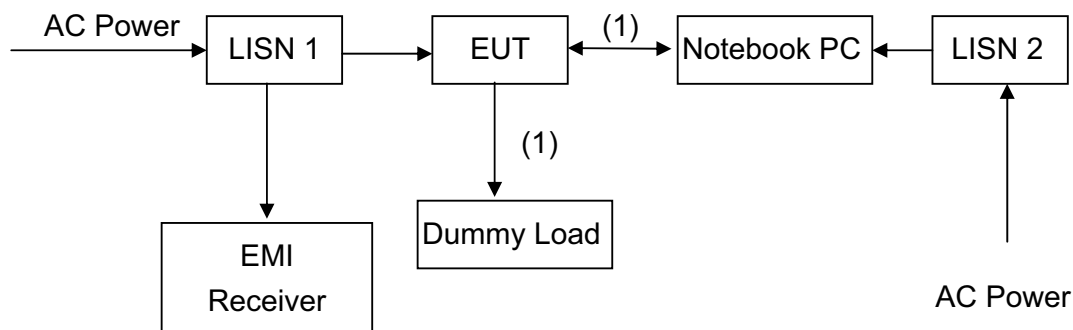 AC Power
LISN 1
EUT
(1)
Notebook PC
LISN 2
(1)
Dummy Load
EMI
Receiver
AC Power